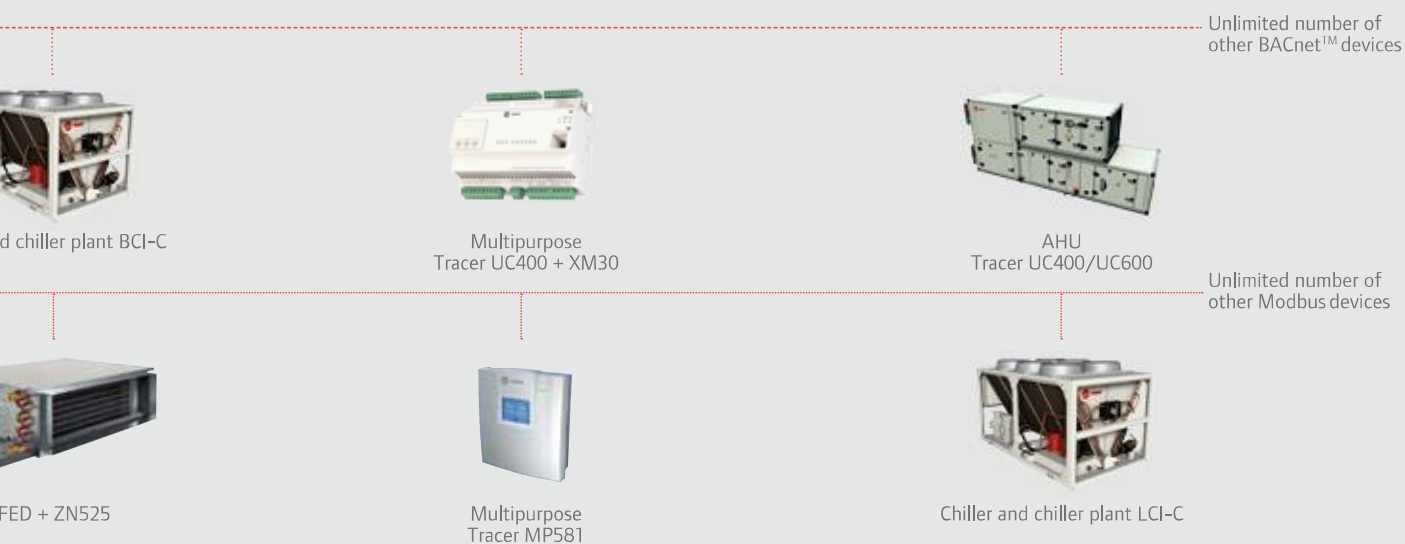 Unlimited number of
other BACnet™ devices
d chiller plant BCI-C
Multipurpose
Tracer UC400 + XM30
AHU
Tracer UC400/UC600
Unlimited number of
other Modbus devices
FED + ZN525
Multipurpose
Tracer MP581
Chiller and chiller plant LCI-C